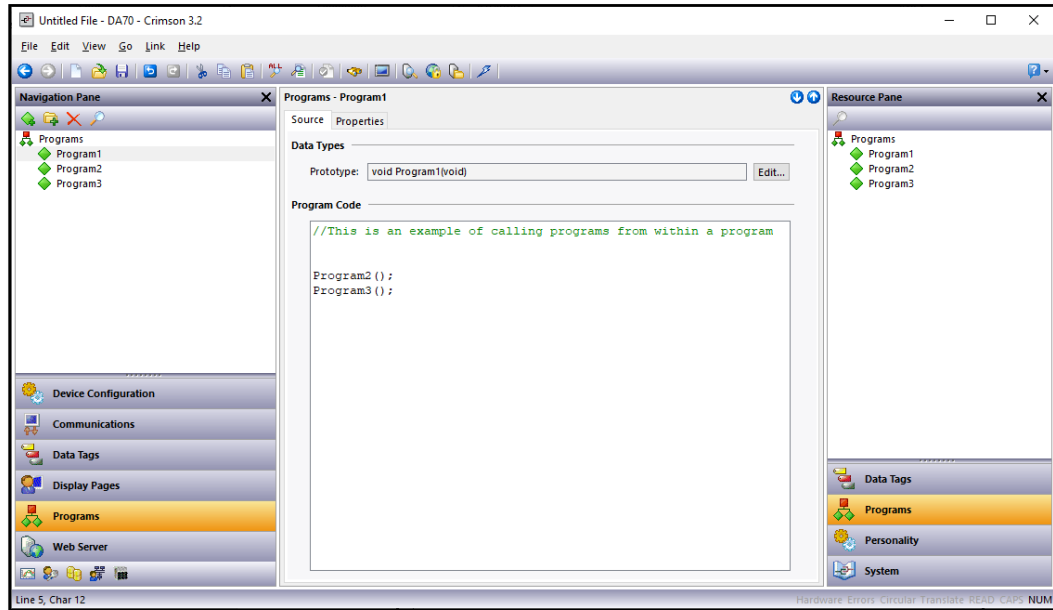 Untitled File - DA70 - Crimson 3.2
File Edit View Go Link Help
Navigation Pane
Programs
Program1
Program2
Program3
Device Configuration
Communications
Data Tags
Display Pages
Programs
Web Server
Programs - Program1
Source Properties
Data Types
Prototype: void Program1(void) Edit...
Program Code
//This is an example of calling programs from within a program
Program2();
Program3();
Resource Pane
Programs
Program1
Program2
Program3
Data Tags
Programs
Personality
System
Line 5, Char 12
Hardware Errors Circular Translate READ CAPS NUM